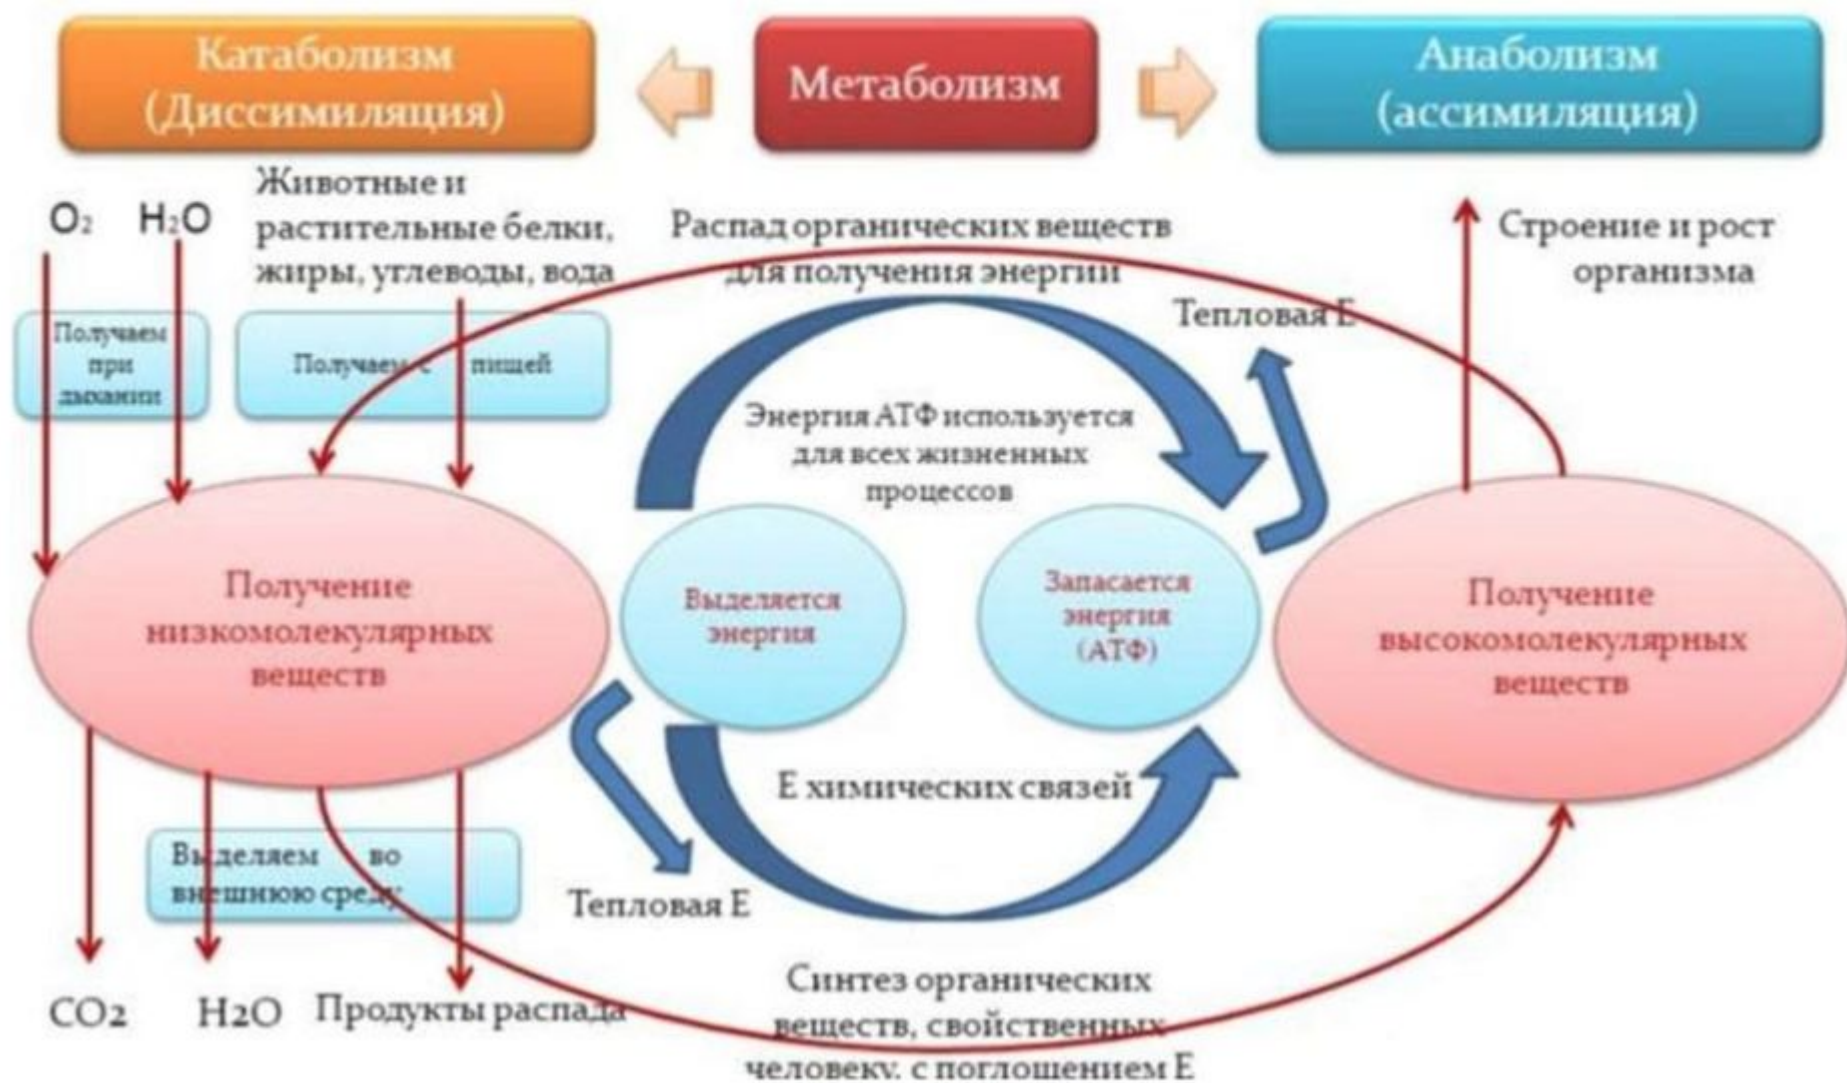 Катаболизм
(Диссимиляция)
Метаболизм
Анаболизм
(ассимиляция)
O₂
H₂O
Животные и
растительные белки,
жиры, углеводы, вода
Распад органических веществ
для получения энергии
Строение и рост
организма
Тепловая Е
Получаем
при
дыхании
Получаем с пищей
Энергия АТФ используется
для всех жизненных
процессов
Получение
низкомолекулярных
веществ
Выделяется
энергия
Запасается
энергия
(АТФ)
Получение
высокомолекулярных
веществ
Е химических связей
Выделяем во
внешнюю среду
Тепловая Е
CO2
H2O
Продукты распада
Синтез органических
веществ, свойственных
человеку. с поглощением Е